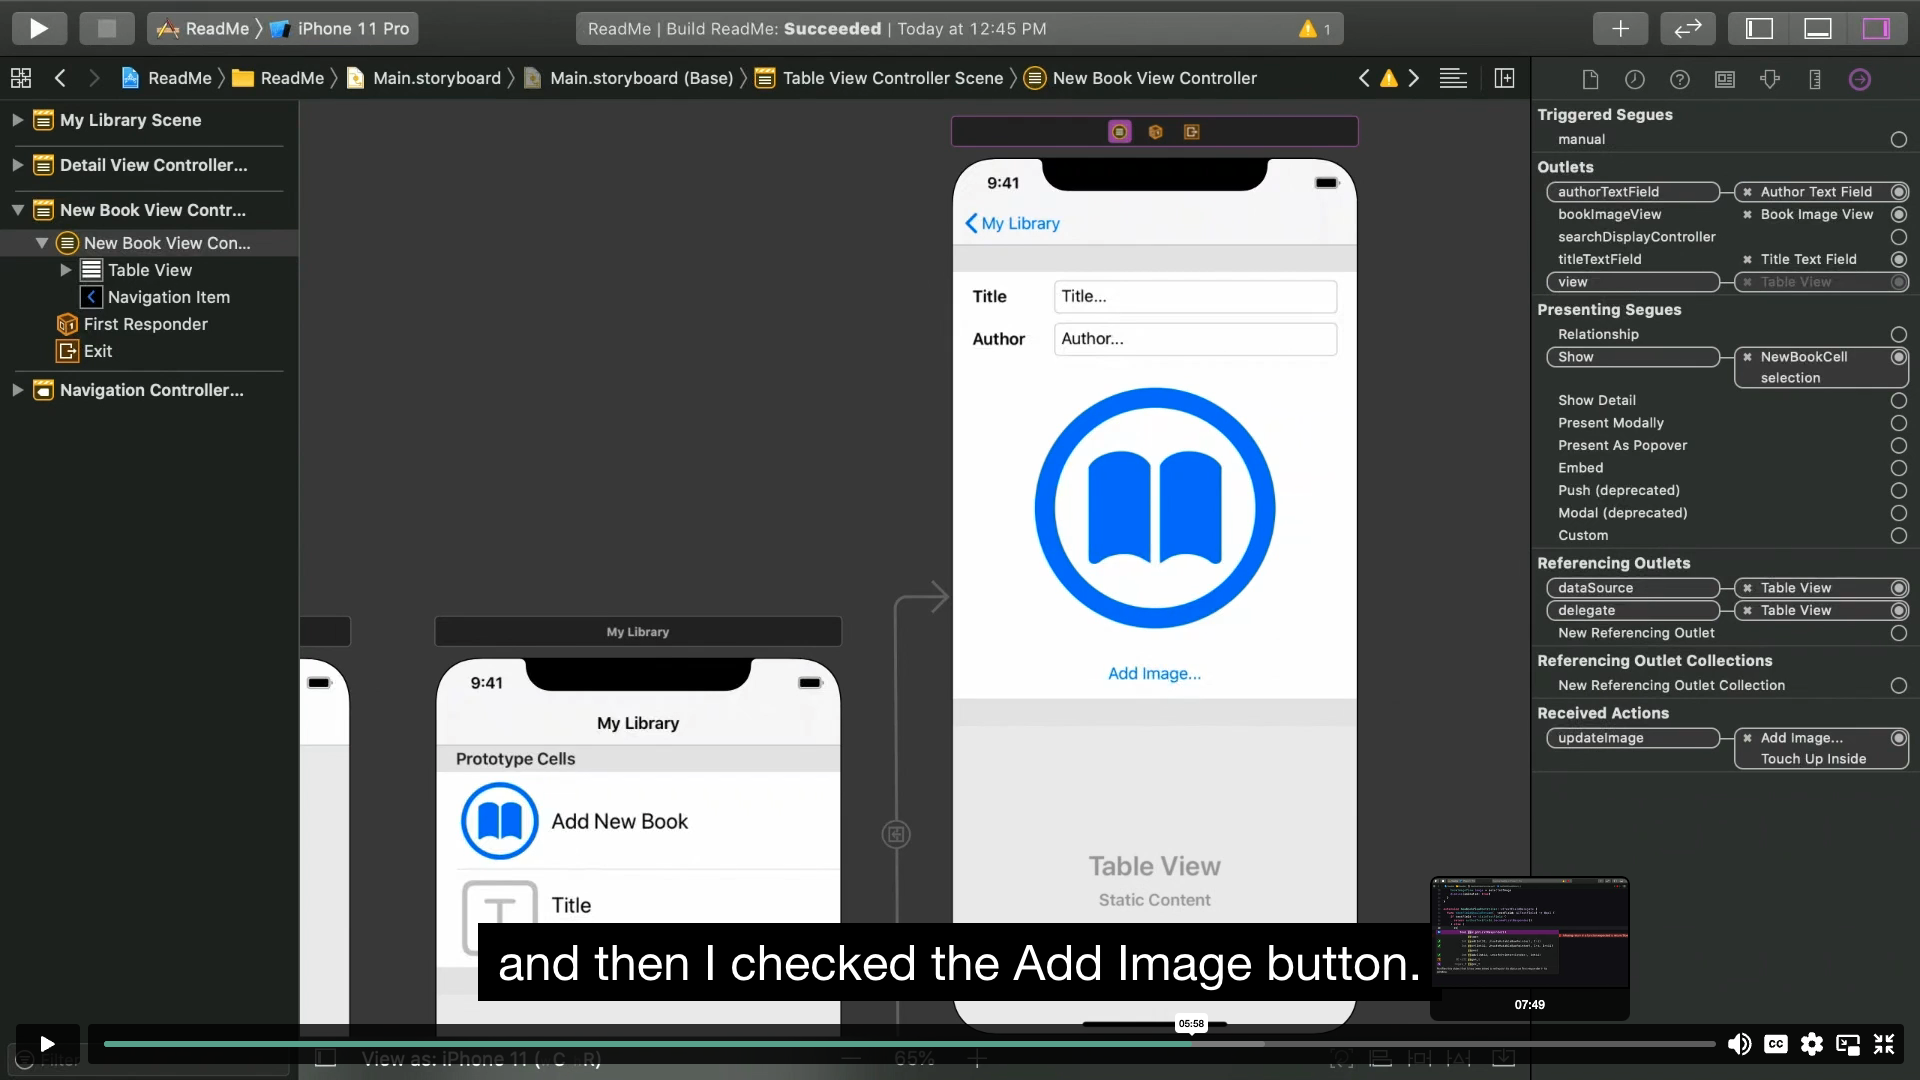 ReadMe iPhone 11 Pro
ReadMe | Build ReadMe: Succeeded | Today at 12:45 PM
1
ReadMe ReadMe Main.storyboard Main.storyboard (Base) Table View Controller Scene New Book View Controller
My Library Scene
Detail View Controller...
New Book View Contr...
New Book View Con...
Table View
Navigation Item
First Responder
Exit
Navigation Controller...
9:41
My Library
Title Title...
Author Author...
Add Image...
Table View
Static Content
My Library
9:41
My Library
Prototype Cells
Add New Book
T
Title
Triggered Segues
manual
Outlets
authorTextField Author Text Field
bookImageView Book Image View
searchDisplayController
titleTextField Title Text Field
view Table View
Presenting Segues
Relationship
Show NewBookCell
selection
Show Detail
Present Modally
Present As Popover
Embed
Push (deprecated)
Modal (deprecated)
Custom
Referencing Outlets
dataSource Table View
delegate Table View
New Referencing Outlet
Referencing Outlet Collections
New Referencing Outlet Collection
Received Actions
updateImage Add Image...
Touch Up Inside
and then I checked the Add Image button.
07:49
05:58
CC
Filter
View as: iPhone 11 (wC hR)
65%